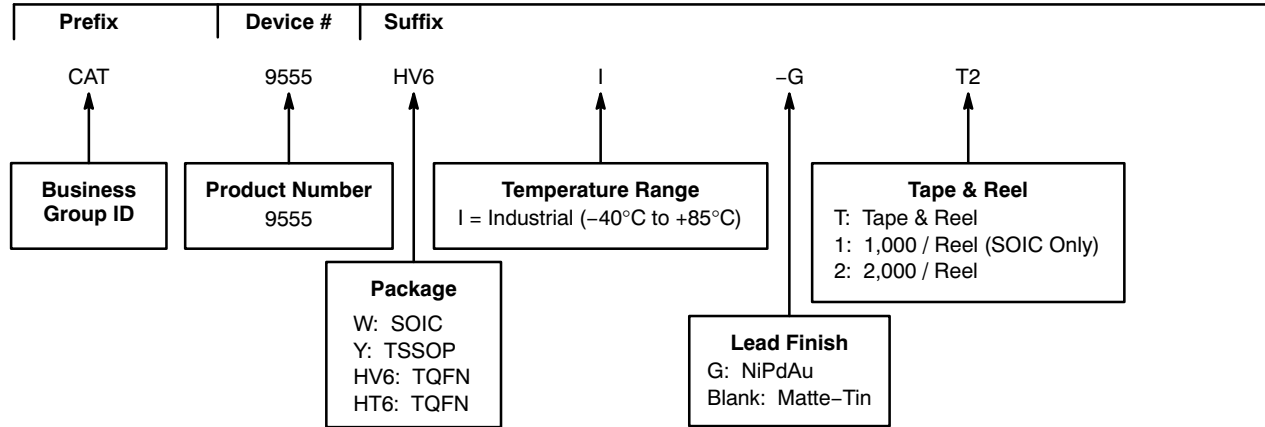 Prefix Device # Suffix
CAT 9555 HV6 I –G T2
Business
Group ID
Product Number
9555
Temperature Range
I = Industrial (−40°C to +85°C)
Tape & Reel
T: Tape & Reel
1: 1,000 / Reel (SOIC Only)
2: 2,000 / Reel
Package
W: SOIC
Y: TSSOP
HV6: TQFN
HT6: TQFN
Lead Finish
G: NiPdAu
Blank: Matte−Tin